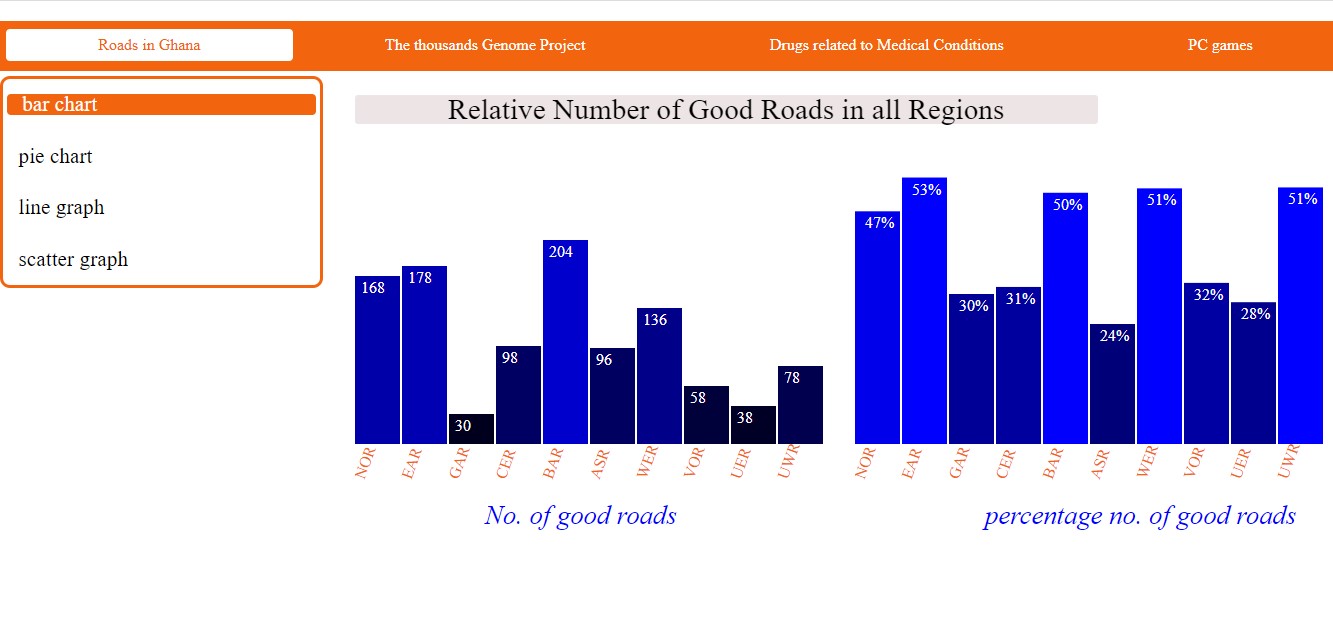 Roads in Ghana The thousands Genome Project Drugs related to Medical Conditions PC games
bar chart
pie chart
line graph
scatter graph
Relative Number of Good Roads in all Regions
168 178 30 98 204 96 136 58 38 78
NOR EAR GAR CER BAR ASR WER VOR UER UWR
No. of good roads
47% 53% 30% 31% 50% 24% 51% 32% 28% 51%
NOR EAR GAR CER BAR ASR WER VOR UER UWR
percentage no. of good roads